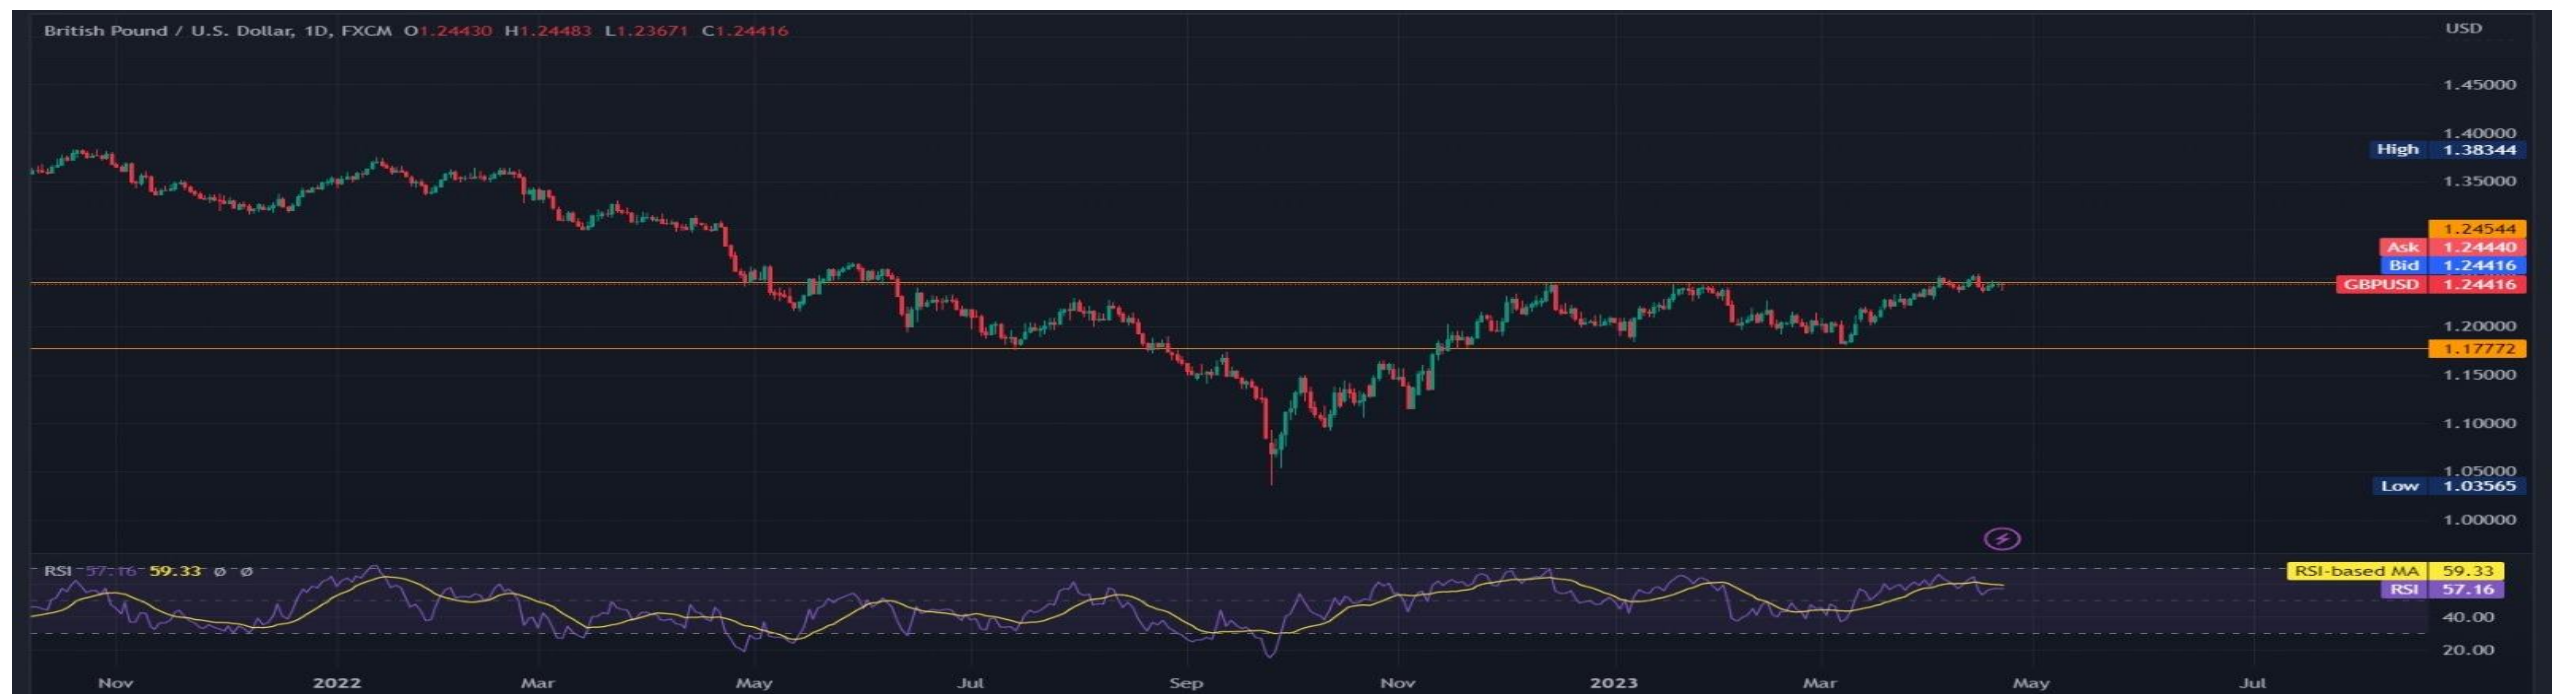 British Pound / U.S. Dollar, 1D, FXCM O1.24430 H1.24483 L1.23671 C1.24416
USD
1.45000
1.40000
High 1.38344
1.35000
1.24544
Ask 1.24440
Bid 1.24416
GBPUSD 1.24416
1.20000
1.17772
1.15000
1.10000
1.05000
Low 1.03565
1.00000
RSI 57.16 59.33 ø ø
RSI-based MA 59.33
RSI 57.16
40.00
20.00
Nov 2022 Mar May Jul Sep Nov 2023 Mar May Jul